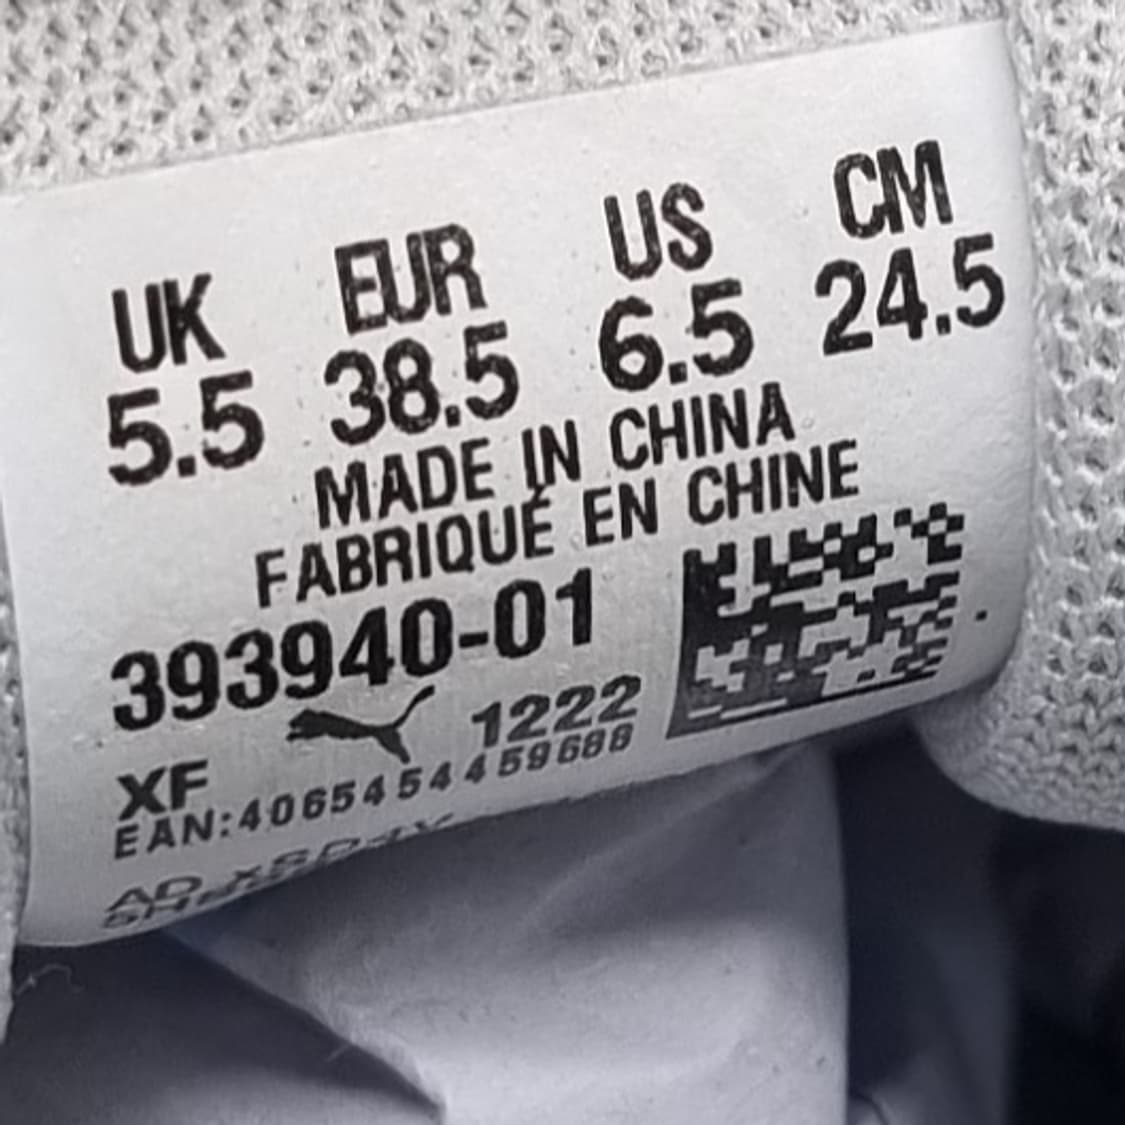 UK EUR US CM
5.5 38.5 6.5 24.5
MADE IN CHINA
FABRIQUÉ EN CHINE
393940-01
XF 1222
EAN:4065454459688